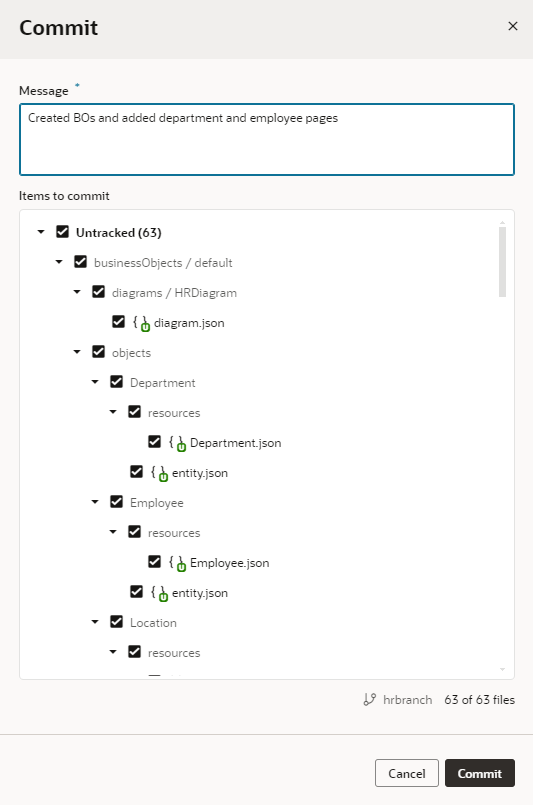 Commit
Message *
Created BOs and added department and employee pages
Items to commit
Untracked (63)
businessObjects / default
diagrams / HRDiagram
diagram.json
objects
Department
resources
Department.json
entity.json
Employee
resources
Employee.json
entity.json
Location
resources
hrbranch 63 of 63 files
Cancel Commit